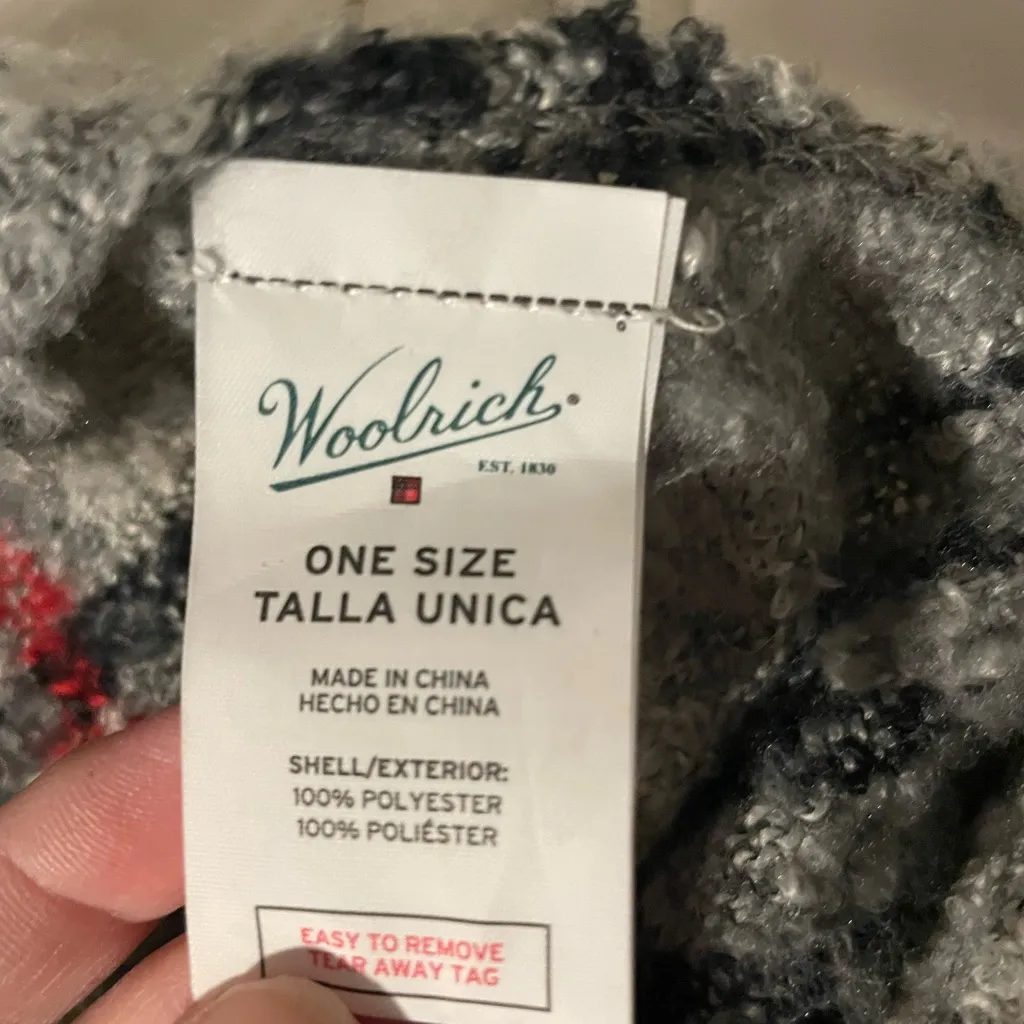 Woolrich®
EST. 1830
ONE SIZE
TALLA UNICA
MADE IN CHINA
HECHO EN CHINA
SHELL/EXTERIOR:
100% POLYESTER
100% POLIÉSTER
EASY TO REMOVE
TEAR AWAY TAG